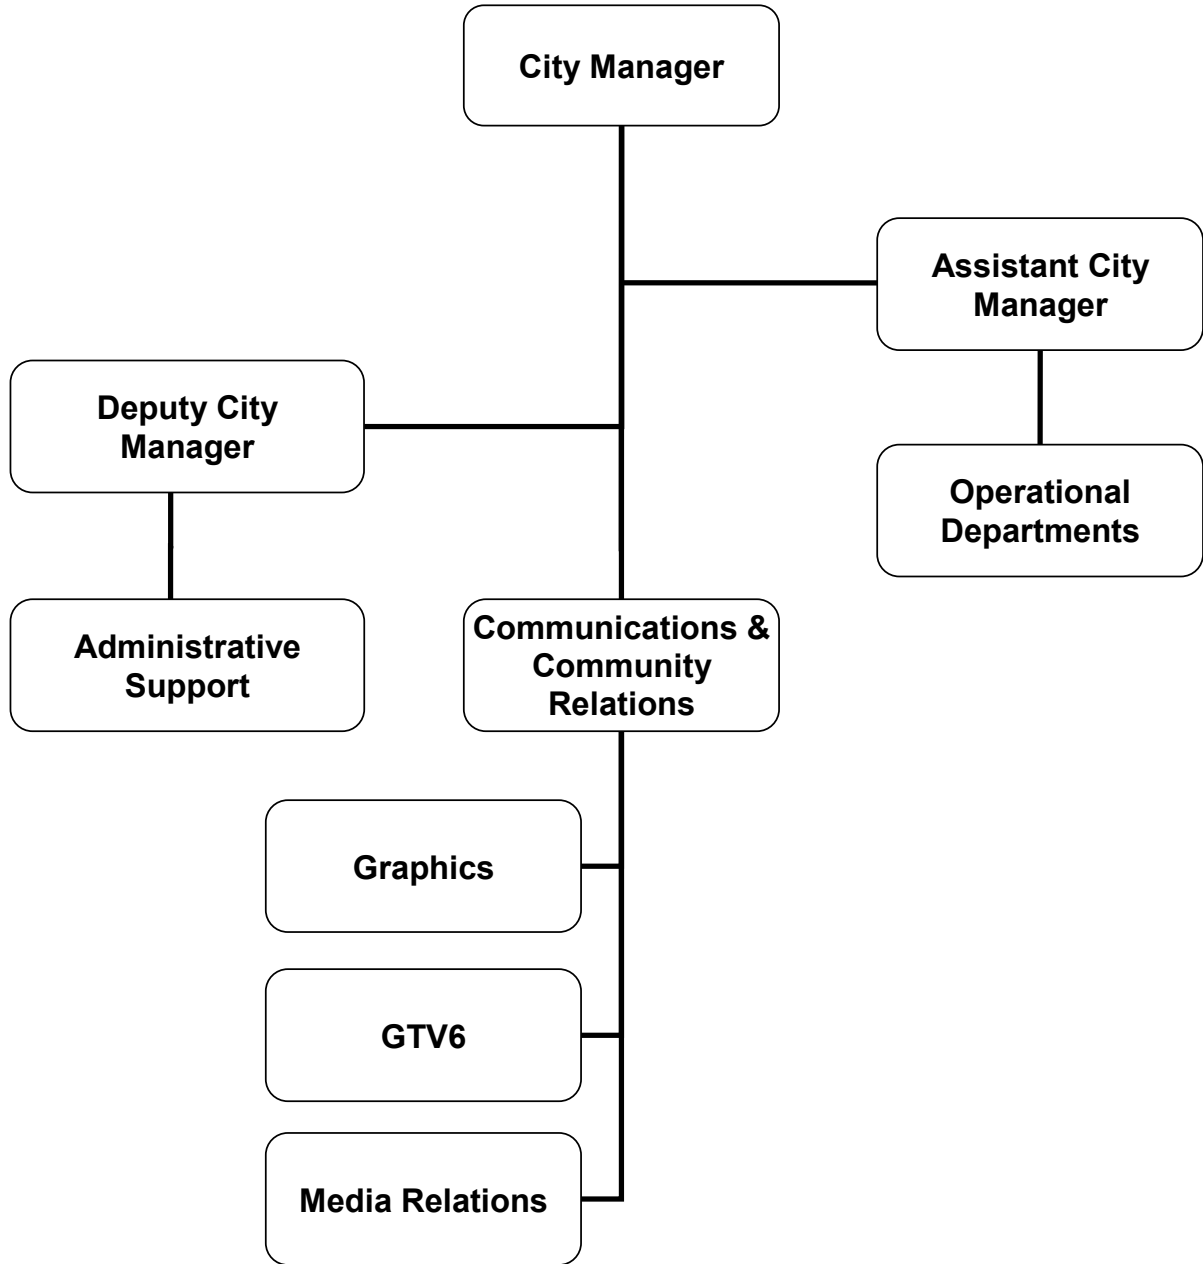 City Manager
Assistant City
Manager
Deputy City
Manager
Operational
Departments
Administrative
Support
Communications &
Community
Relations
Graphics
GTV6
Media Relations